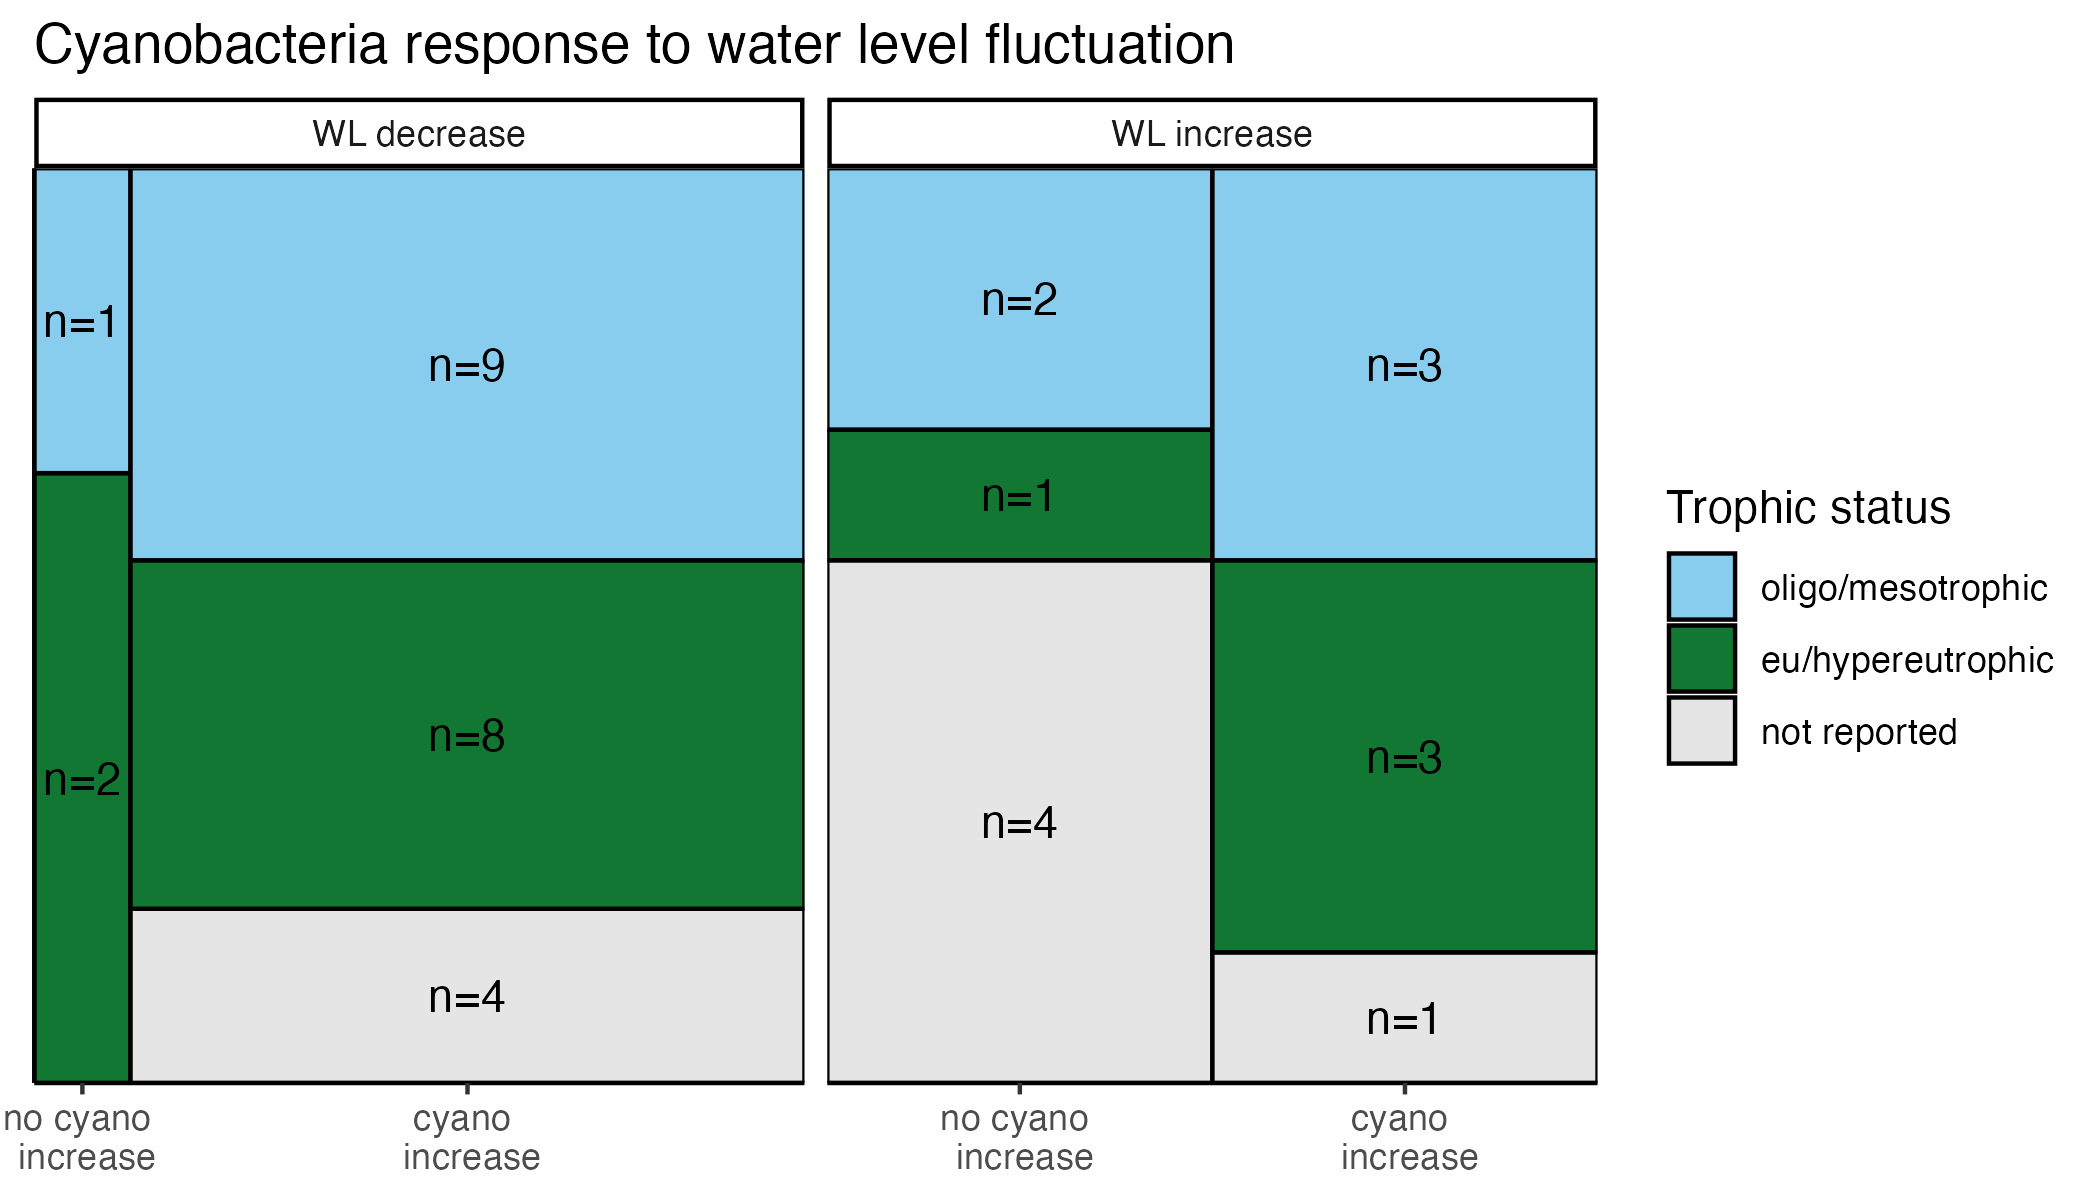 Cyanobacteria response to water level fluctuation
WL decrease
n=1
n=9
n=2
n=8
n=4
no cyano
increase
cyano
increase
WL increase
n=2
n=3
n=1
n=4
n=3
n=1
no cyano
increase
cyano
increase
Trophic status
oligo/mesotrophic
eu/hypereutrophic
not reported